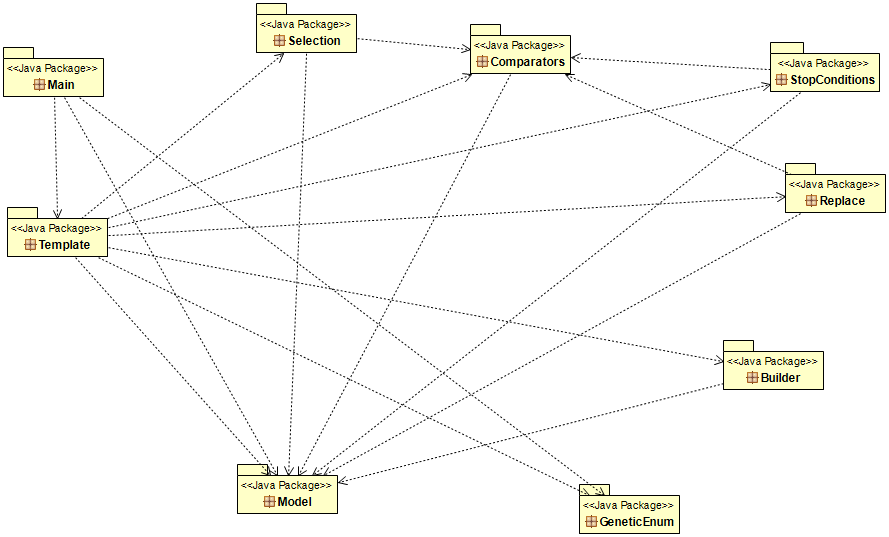 <<Java Package>>
Selection
<<Java Package>>
Comparators
<<Java Package>>
StopConditions
<<Java Package>>
Main
<<Java Package>>
Replace
<<Java Package>>
Template
<<Java Package>>
Builder
<<Java Package>>
Model
<<Java Package>>
GeneticEnum